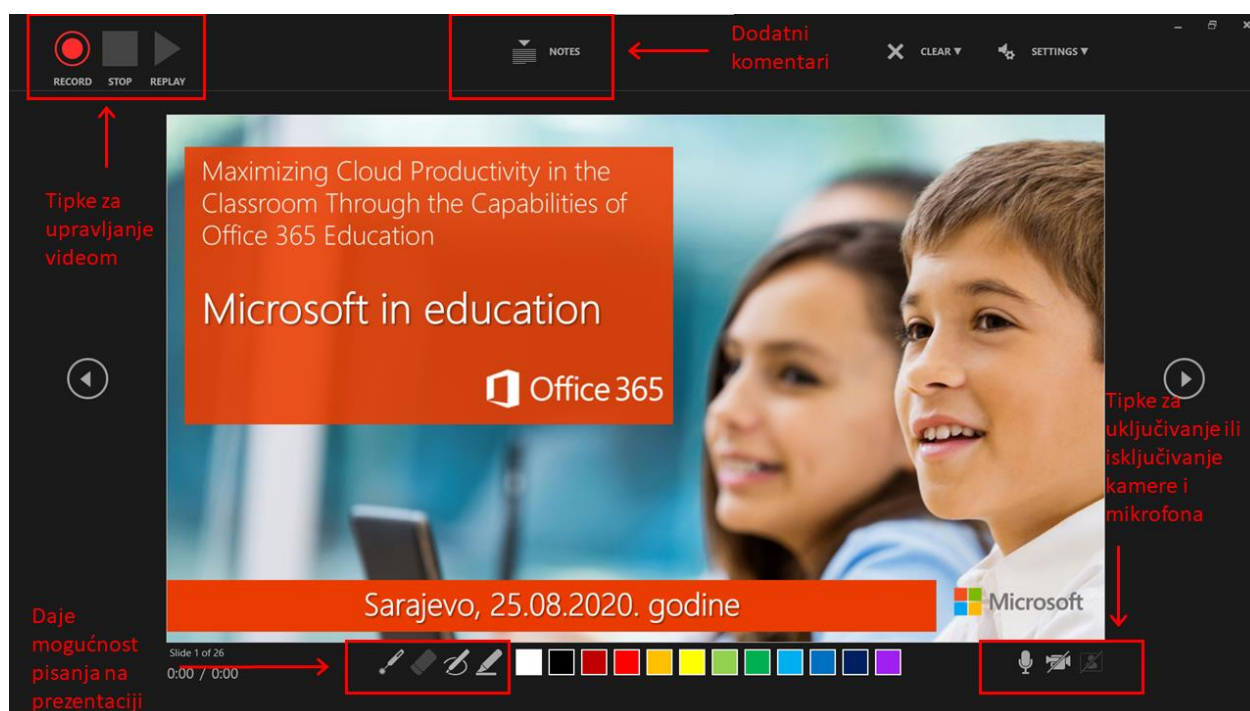 RECORD
STOP
REPLAY
NOTES
Dodatni
komentari
CLEAR
SETTINGS
Tipke za
upravljanje
videom
Maximizing Cloud Productivity in the
Classroom Through the Capabilities of
Office 365 Education
Microsoft in education
Office 365
Tipke za
uključivanje ili
isključivanje
kamere i
mikrofona
Sarajevo, 25.08.2020. godine
Microsoft
Daje
mogućnost
pisanja na
prezentaciji
Slide 1 of 26
0:00 / 0:00